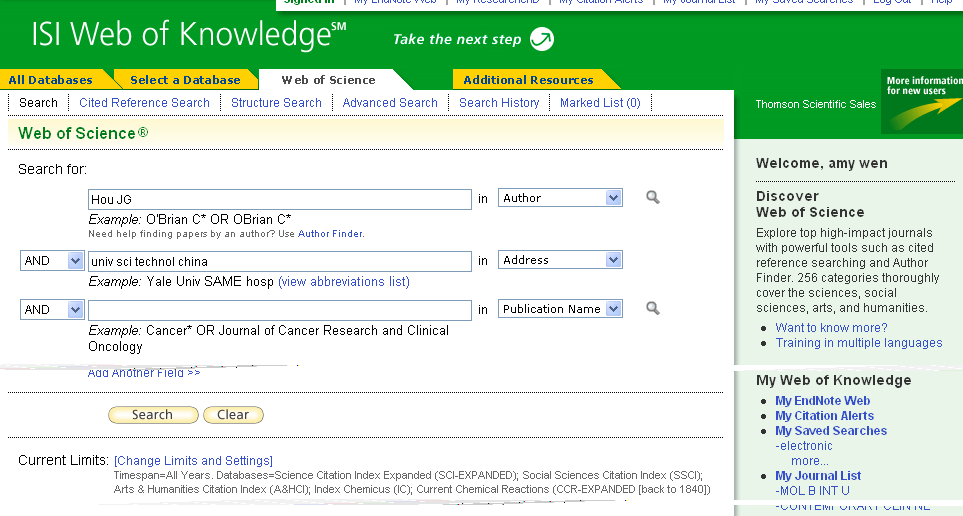 Signed In | My EndNote Web | My ResearcherID | My Citation Alerts | My Journal List | My Saved Searches | Log Out | Help
ISI Web of Knowledge℠
Take the next step
All Databases Select a Database Web of Science Additional Resources
Search Cited Reference Search Structure Search Advanced Search Search History Marked List (0)
Web of Science®
Search for:
Hou JG in Author
Example: O'Brian C* OR OBrian C*
Need help finding papers by an author? Use Author Finder.
AND univ sci technol china in Address
Example: Yale Univ SAME hosp (view abbreviations list)
AND in Publication Name
Example: Cancer* OR Journal of Cancer Research and Clinical
Oncology
Add Another Field >>
Search Clear
Current Limits: [Change Limits and Settings]
Timespan=All Years. Databases=Science Citation Index Expanded (SCI-EXPANDED); Social Sciences Citation Index (SSCI);
Arts & Humanities Citation Index (A&HCI); Index Chemicus (IC); Current Chemical Reactions (CCR-EXPANDED [back to 1840])
Thomson Scientific Sales
More information
for new users
Welcome, amy wen
Discover
Web of Science
Explore top high-impact journals
with powerful tools such as cited
reference searching and Author
Finder. 256 categories thoroughly
cover the sciences, social
sciences, arts, and humanities.
Want to know more?
Training in multiple languages
My Web of Knowledge
My EndNote Web
My Citation Alerts
My Saved Searches
-electronic
more...
My Journal List
-MOL B INT U